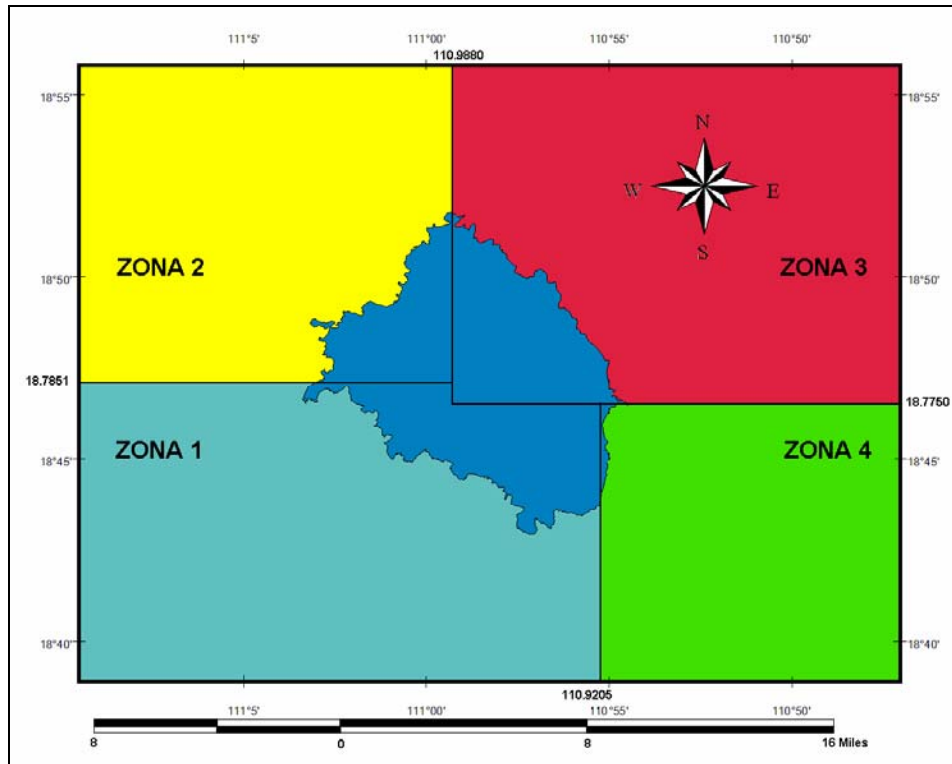 111°5' 111°00' 110°55' 110°50'
110.9880
18°55' 18°55'
N
W E
S
ZONA 2 ZONA 3
18°50' 18°50'
18.7851
18.7750
ZONA 1 ZONA 4
18°45' 18°45'
18°40' 18°40'
110.9205
111°5' 111°00' 110°55' 110°50'
8 0 8 16 Miles